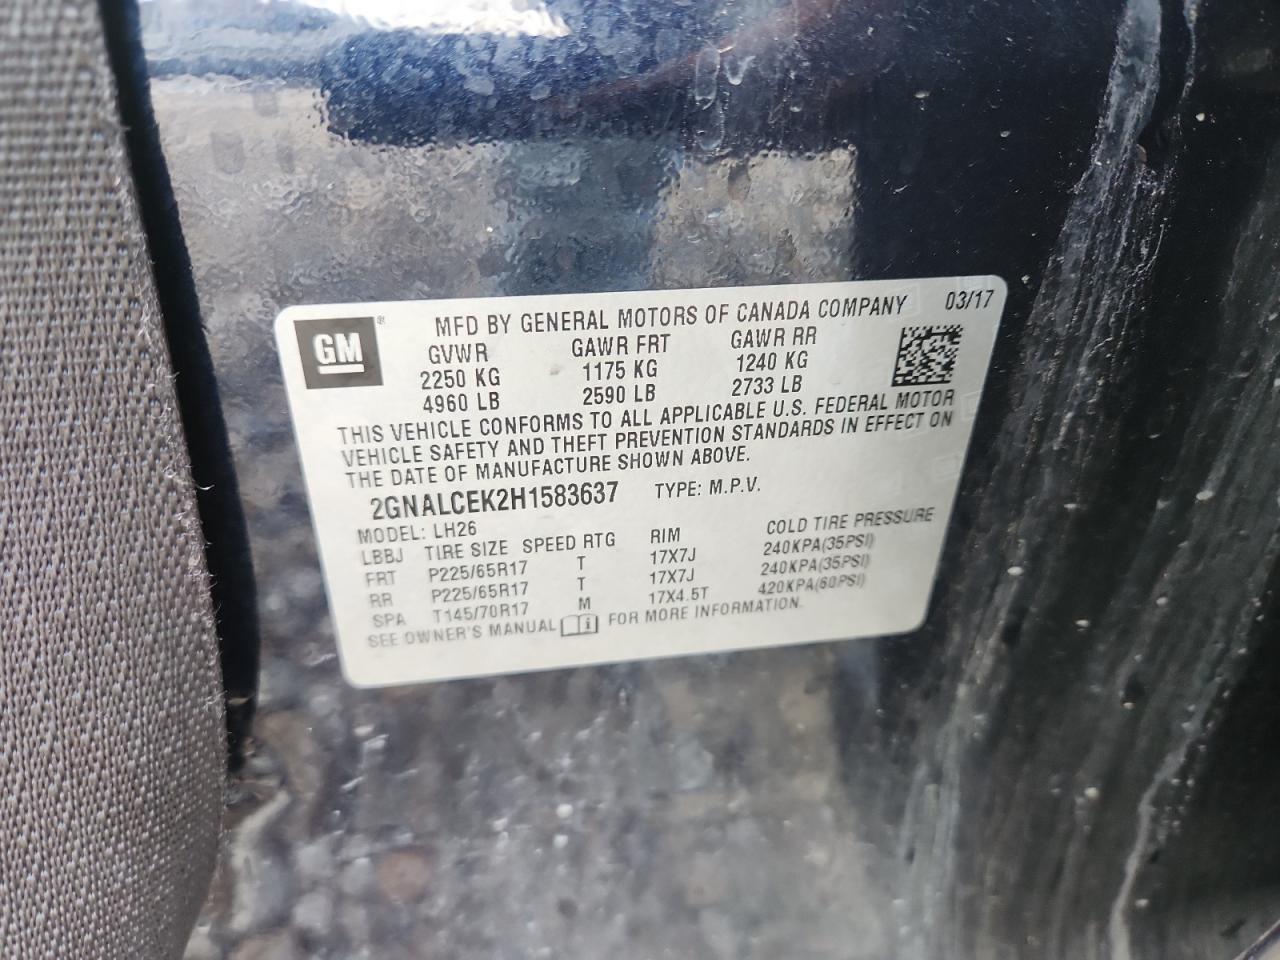 GM ® MFD BY GENERAL MOTORS OF CANADA COMPANY 03/17
GVWR GAWR FRT GAWR RR
2250 KG 1175 KG 1240 KG
4960 LB 2590 LB 2733 LB
THIS VEHICLE CONFORMS TO ALL APPLICABLE U.S. FEDERAL MOTOR
VEHICLE SAFETY AND THEFT PREVENTION STANDARDS IN EFFECT ON
THE DATE OF MANUFACTURE SHOWN ABOVE.
2GNALCEK2H1583637 TYPE: M.P.V.
MODEL: LH26
LBBJ TIRE SIZE SPEED RTG RIM COLD TIRE PRESSURE
FRT P225/65R17 T 17X7J 240KPA(35PSI)
RR P225/65R17 T 17X7J 240KPA(35PSI)
SPA T145/70R17 M 17X4.5T 420KPA(60PSI)
SEE OWNER'S MANUAL FOR MORE INFORMATION.